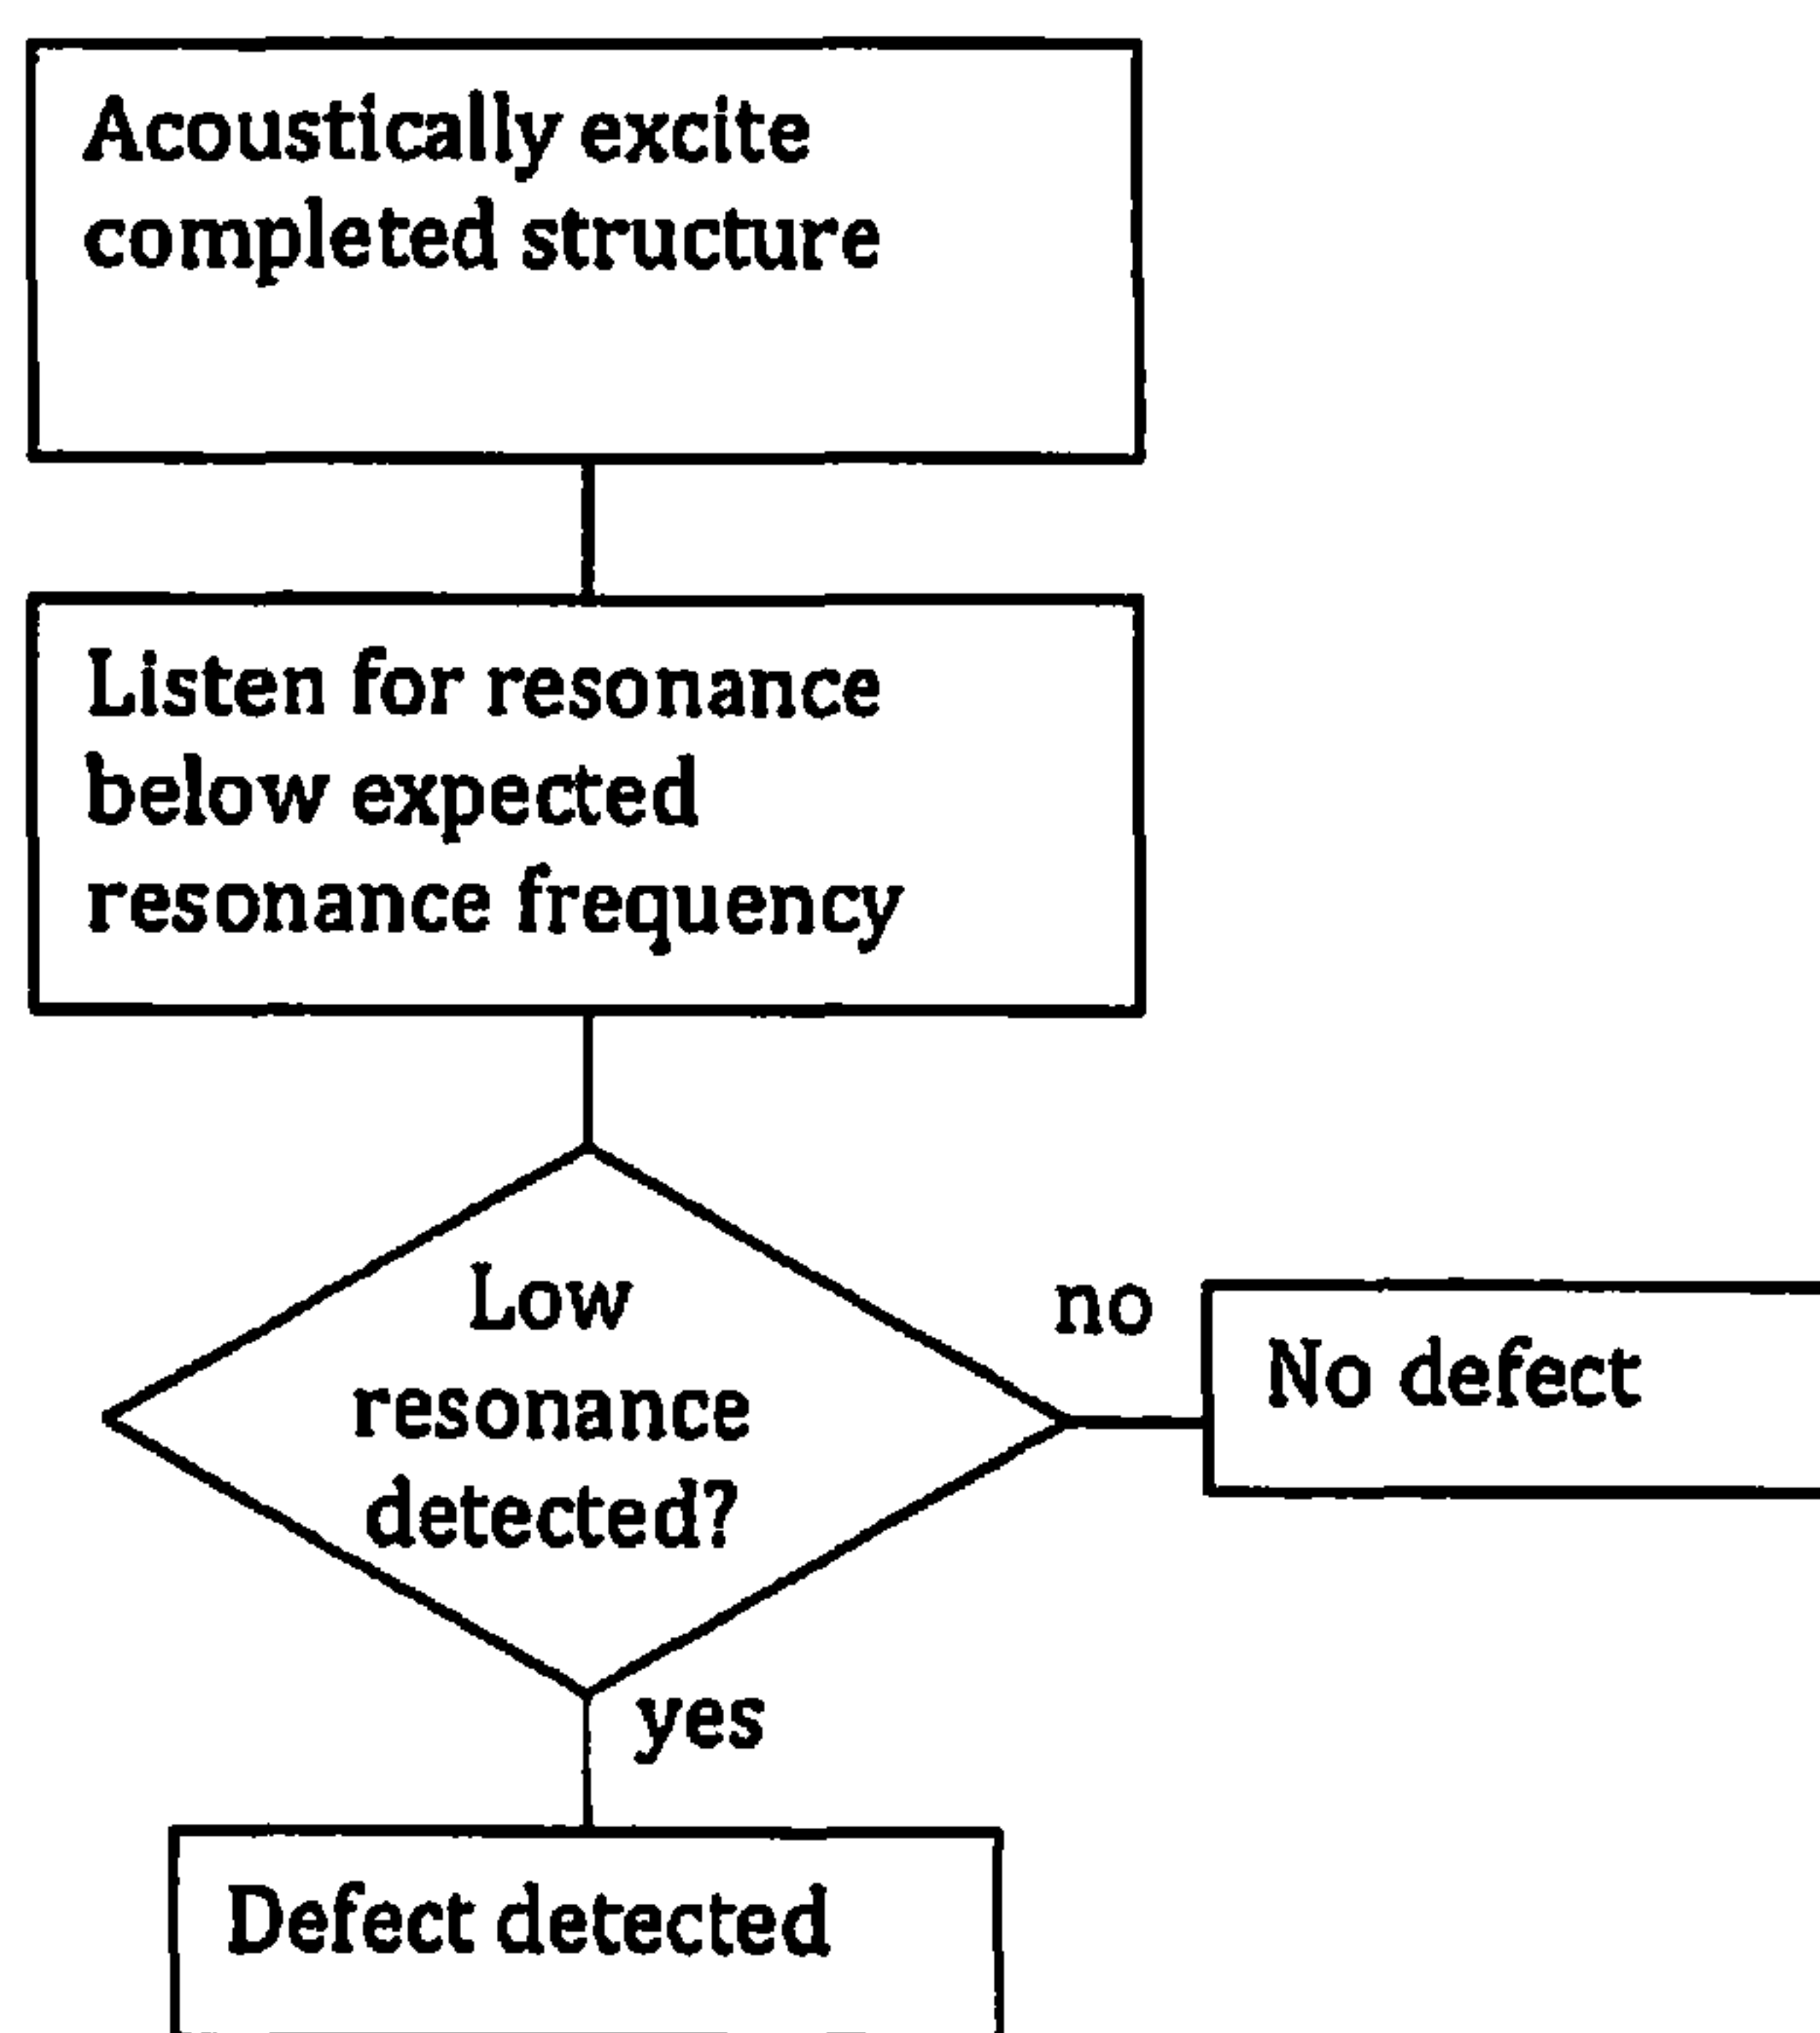 Acoustically excite
completed structure
Listen for resonance
below expected
resonance frequency
Low
resonance
detected?
no
No defect
yes
Defect detected